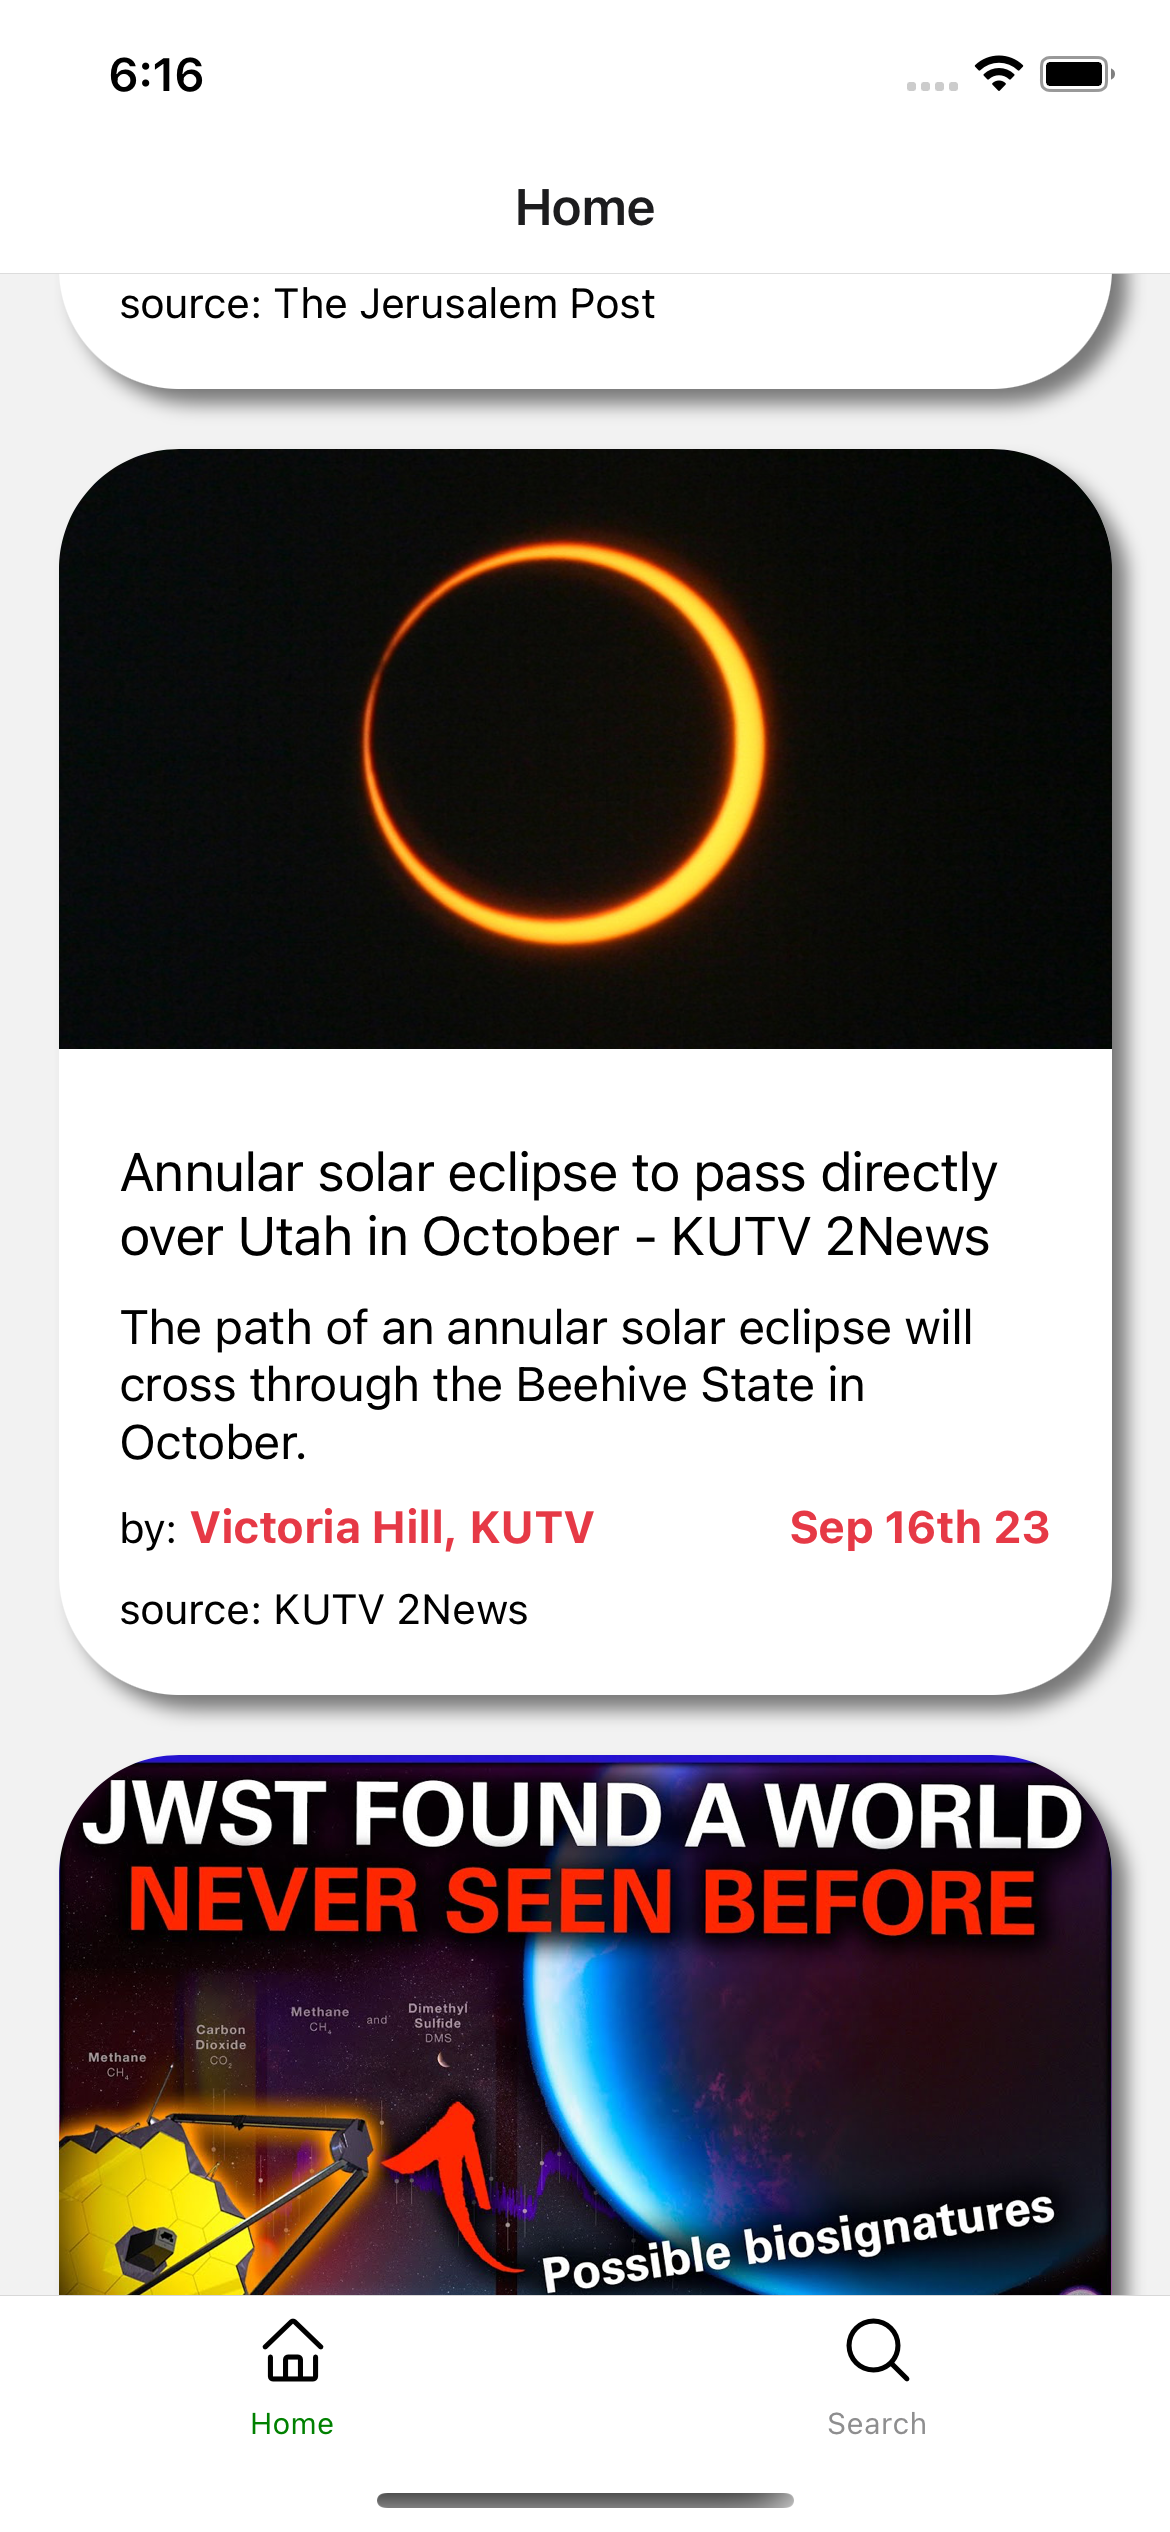 6:16
Home
source: The Jerusalem Post
Annular solar eclipse to pass directly
over Utah in October - KUTV 2News
The path of an annular solar eclipse will
cross through the Beehive State in
October.
by: Victoria Hill, KUTV
Sep 16th 23
source: KUTV 2News
JWST FOUND A WORLD
NEVER SEEN BEFORE
Methane
CH₄
Carbon
Dioxide
CO₂
Methane
CH₄
and
Dimethyl
Sulfide
DMS
Possible biosignatures
Home
Search